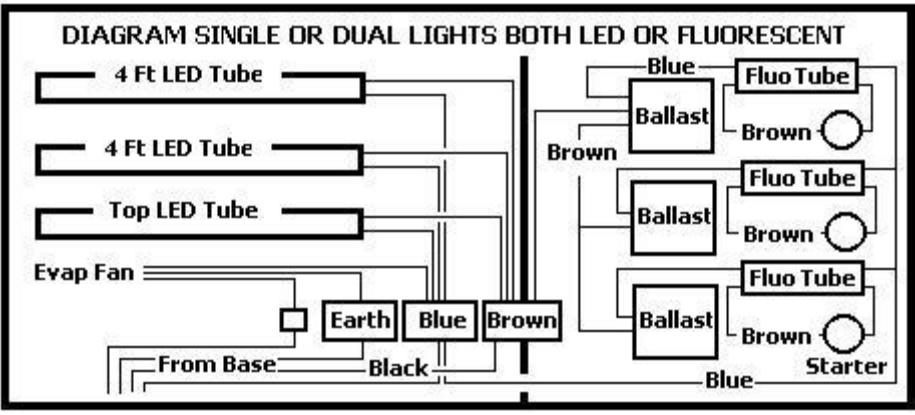 DIAGRAM SINGLE OR DUAL LIGHTS BOTH LED OR FLUORESCENT
4 Ft LED Tube
4 Ft LED Tube
Top LED Tube
Evap Fan
Earth
Blue
Brown
From Base
Black
Blue
Fluo Tube
Ballast
Brown
Brown
Fluo Tube
Ballast
Brown
Fluo Tube
Ballast
Brown
Starter
Blue